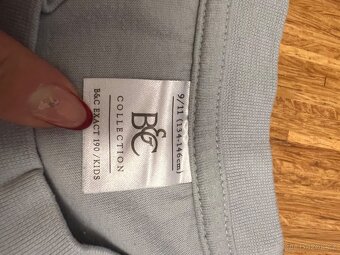 9/11 (134-146cm)
B&C
COLLECTION
B&C EXACT 190 / KIDS